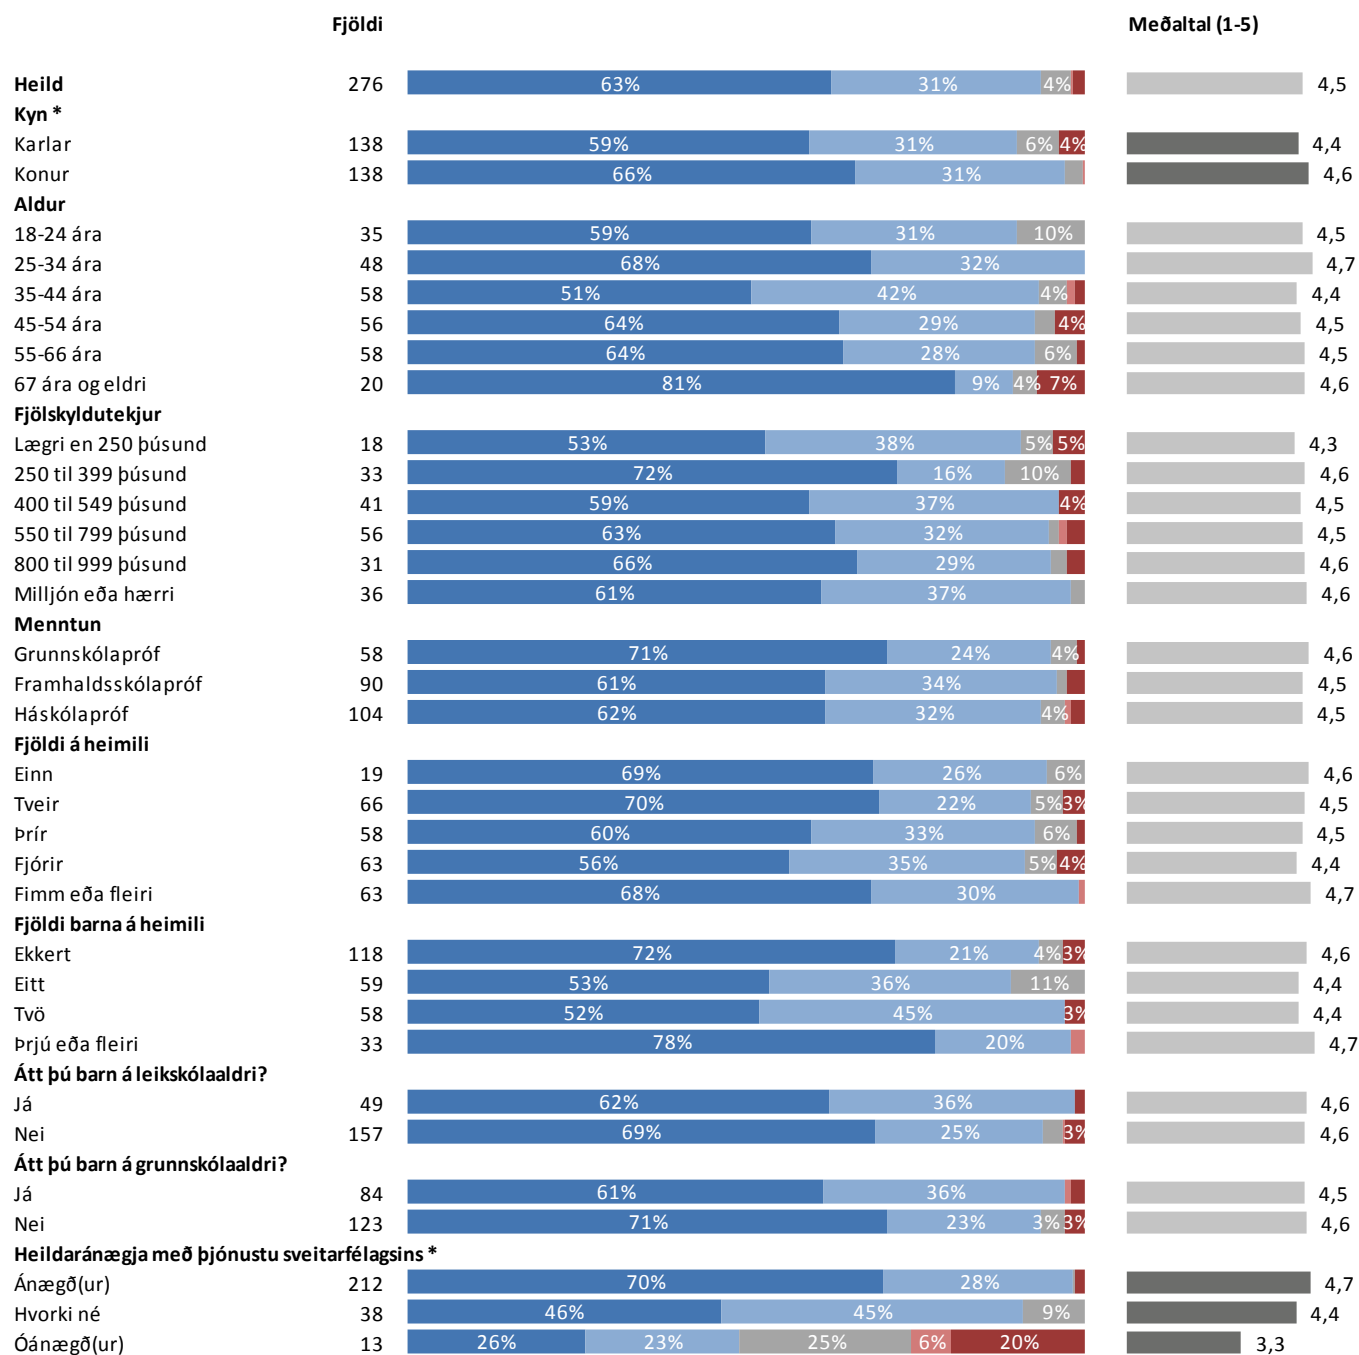 Fjöldi Meðaltal (1-5)
Heild 276 63% 31% 4% 4,5
Kyn *
Karlar 138 59% 31% 6% 4% 4,4
Konur 138 66% 31% 4,6
Aldur
18-24 ára 35 59% 31% 10% 4,5
25-34 ára 48 68% 32% 4,7
35-44 ára 58 51% 42% 4% 4,4
45-54 ára 56 64% 29% 4% 4,5
55-66 ára 58 64% 28% 6% 4,5
67 ára og eldri 20 81% 9% 4% 7% 4,6
Fjölskyldutekjur
Lægri en 250 þúsund 18 53% 38% 5% 5% 4,3
250 til 399 þúsund 33 72% 16% 10% 4,6
400 til 549 þúsund 41 59% 37% 4% 4,5
550 til 799 þúsund 56 63% 32% 4,5
800 til 999 þúsund 31 66% 29% 4,6
Milljón eða hærri 36 61% 37% 4,6
Menntun
Grunnskólapróf 58 71% 24% 4% 4,6
Framhaldsskólapróf 90 61% 34% 4,5
Háskólapróf 104 62% 32% 4% 4,5
Fjöldi á heimili
Einn 19 69% 26% 6% 4,6
Tveir 66 70% 22% 5% 3% 4,5
Þrír 58 60% 33% 6% 4,5
Fjórir 63 56% 35% 5% 4% 4,4
Fimm eða fleiri 63 68% 30% 4,7
Fjöldi barna á heimili
Ekkert 118 72% 21% 4% 3% 4,6
Eitt 59 53% 36% 11% 4,4
Tvö 58 52% 45% 3% 4,4
Þrjú eða fleiri 33 78% 20% 4,7
Átt þú barn á leikskólaaldri?
Já 49 62% 36% 4,6
Nei 157 69% 25% 3% 4,6
Átt þú barn á grunnskólaaldri?
Já 84 61% 36% 4,5
Nei 123 71% 23% 3% 3% 4,6
Heildaránægja með þjónustu sveitarfélagsins *
Ánægð(ur) 212 70% 28% 4,7
Hvorki né 38 46% 45% 9% 4,4
Óánægð(ur) 13 26% 23% 25% 6% 20% 3,3